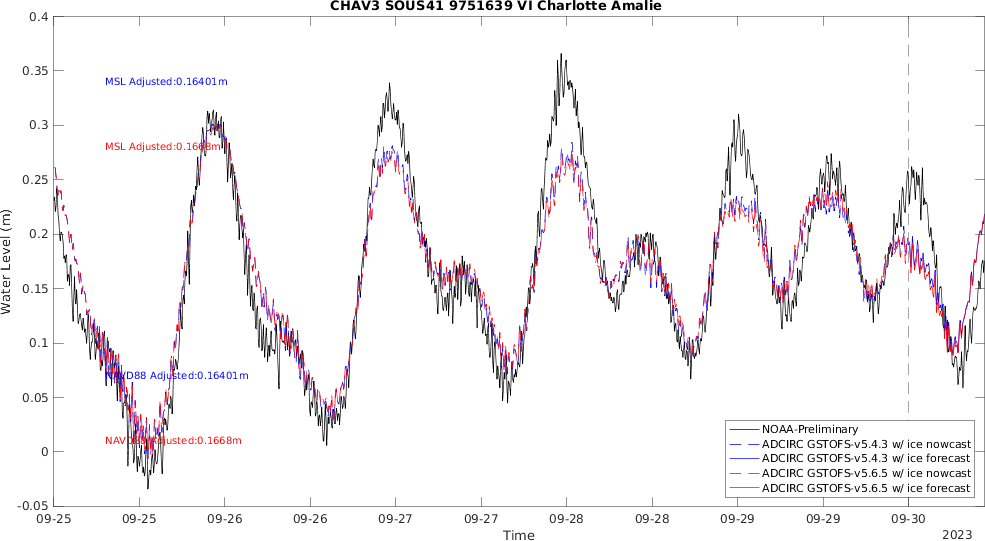 CHAV3 SOUS41 9751639 VI Charlotte Amalie
0.4
0.35
0.3
0.25
0.2
0.15
0.1
0.05
0
-0.05
Water Level (m)
MSL Adjusted:0.16401m
MSL Adjusted:0.1668m
NAVD88 Adjusted:0.16401m
NAVD88 Adjusted:0.1668m
NOAA-Preliminary
ADCIRC GSTOFS-v5.4.3 w/ ice nowcast
ADCIRC GSTOFS-v5.4.3 w/ ice forecast
ADCIRC GSTOFS-v5.6.5 w/ ice nowcast
ADCIRC GSTOFS-v5.6.5 w/ ice forecast
09-25 09-25 09-26 09-26 09-27 09-27 09-28 09-28 09-29 09-29 09-30
Time
2023